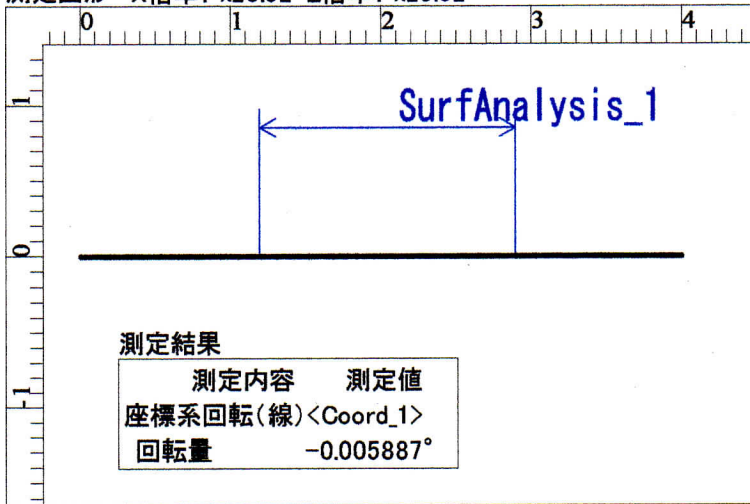 0 1 2 3 4
1
SurfAnalysis_1
0
-1
測定結果
測定内容 測定値
座標系回転(線)<Coord_1>
回転量 -0.005887°